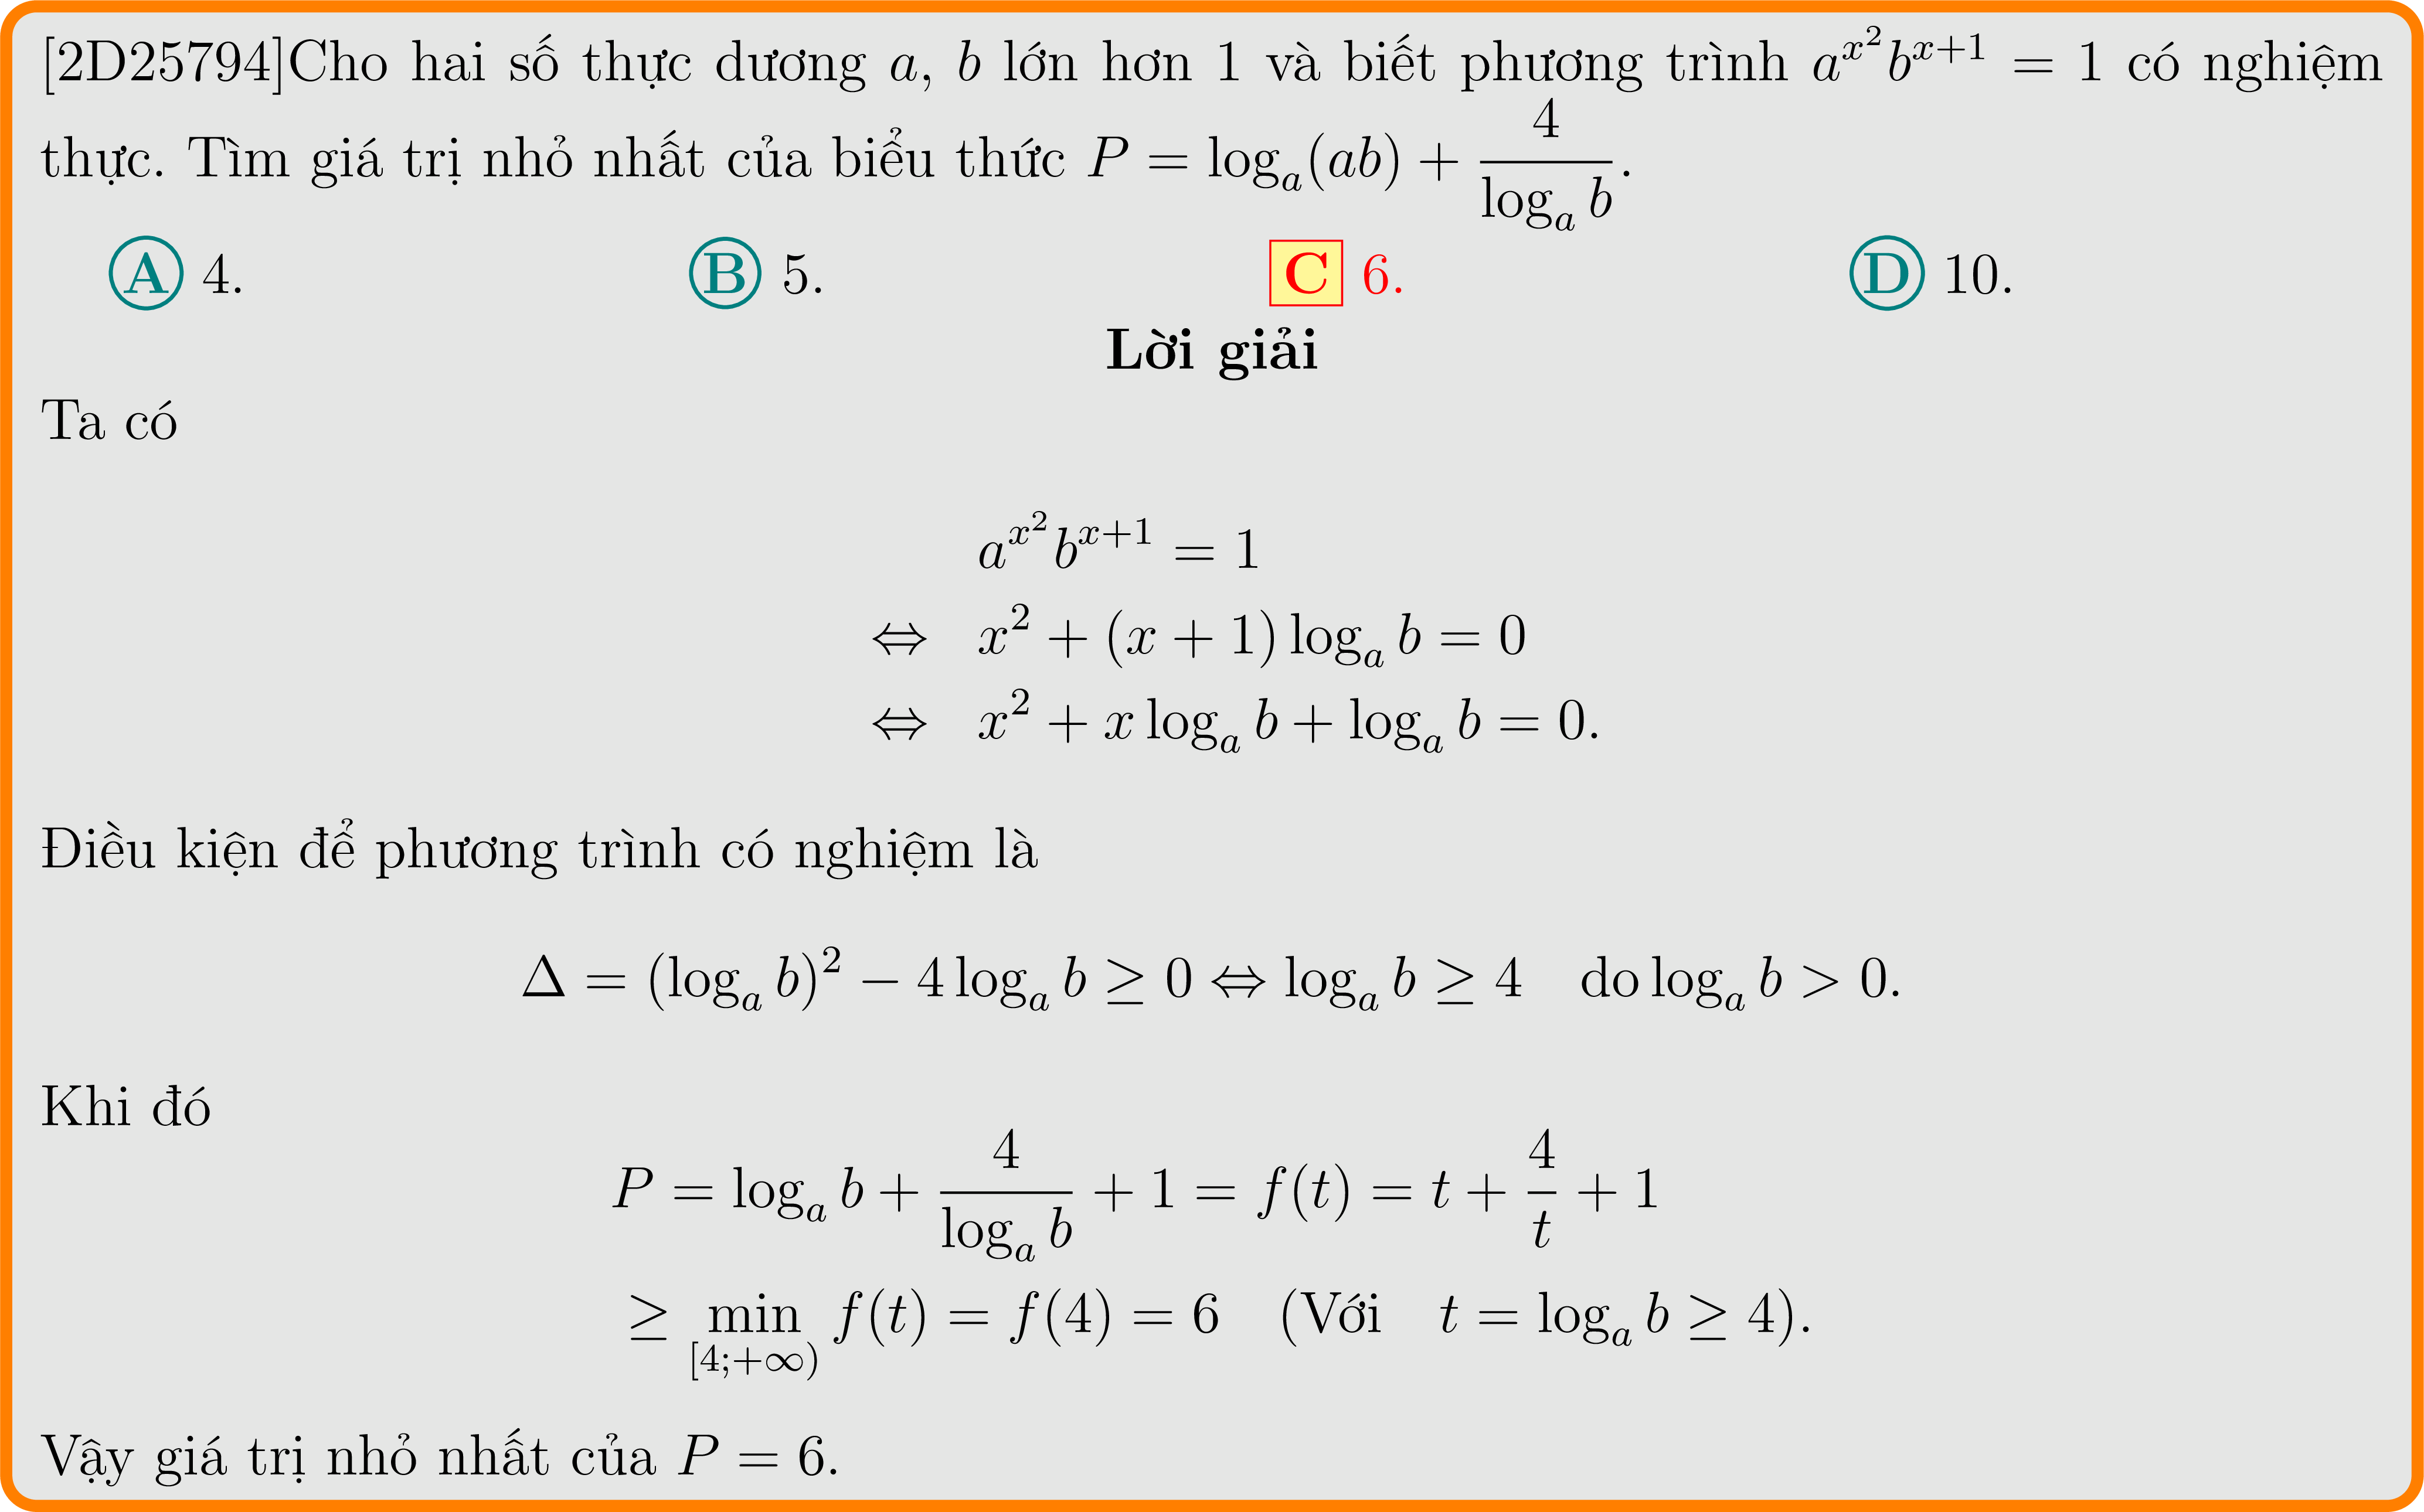 [2D25794]Cho hai số thực dương $a$, $b$ lớn hơn 1 và biết phương trình $a^{x^2}b^{x+1} = 1$ có nghiệm
thực. Tìm giá trị nhỏ nhất của biểu thức $P = \log_a(ab) + \frac{4}{\log_a b}$.
A 4. B 5. C 6. D 10.
Lời giải
Ta có
$a^{x^2}b^{x+1} = 1$
$\Leftrightarrow x^2 + (x + 1)\log_a b = 0$
$\Leftrightarrow x^2 + x\log_a b + \log_a b = 0.$
Điều kiện để phương trình có nghiệm là
$\Delta = (\log_a b)^2 - 4\log_a b \geq 0 \Leftrightarrow \log_a b \geq 4$ do $\log_a b > 0.$
Khi đó
$P = \log_a b + \frac{4}{\log_a b} + 1 = f(t) = t + \frac{4}{t} + 1$
$\geq \min_{[4;+\infty)} f(t) = f(4) = 6$ (Với $t = \log_a b \geq 4$).
Vậy giá trị nhỏ nhất của $P = 6$.